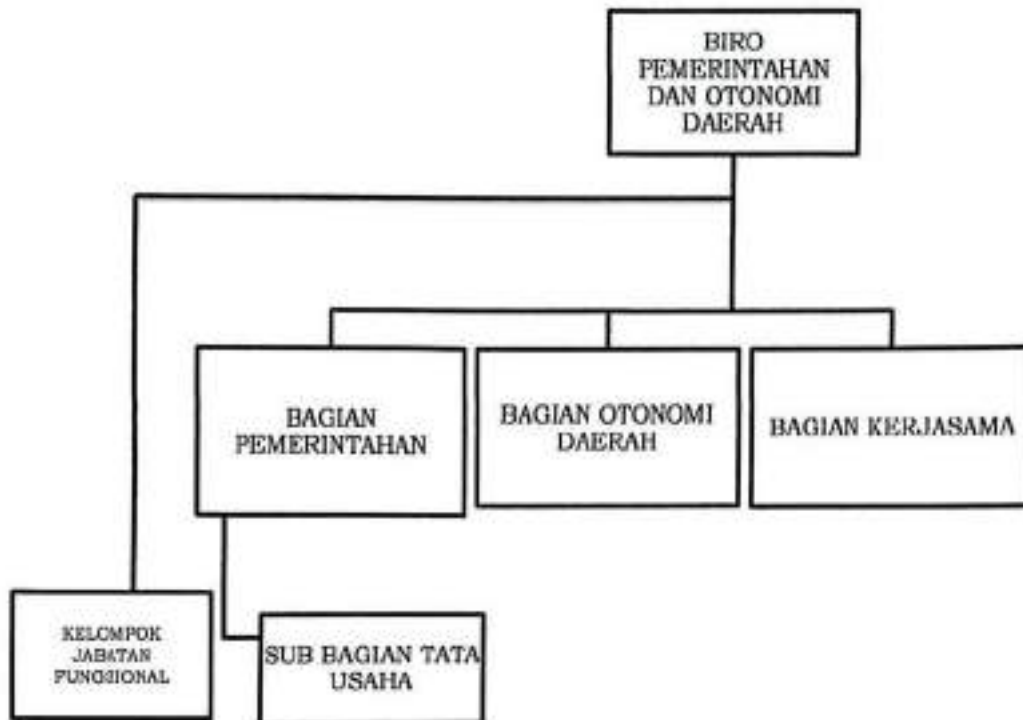 BIRO
PEMERINTAHAN
DAN OTONOMI
DAERAH
BAGIAN
PEMERINTAHAN
BAGIAN OTONOMI
DAERAH
BAGIAN KERJASAMA
KELOMPOK
JABATAN
FUNGSIONAL
SUB BAGIAN TATA
USAHA